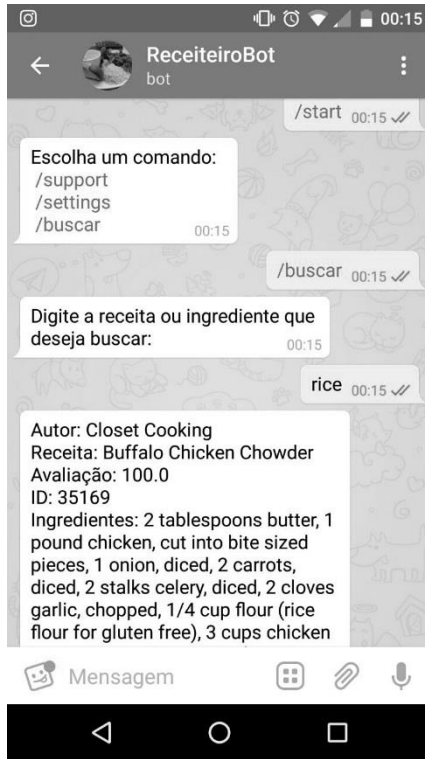 00:15
ReceiteiroBot
bot
/start 00:15
Escolha um comando:
/support
/settings
/buscar
00:15
/buscar 00:15
Digite a receita ou ingrediente que
deseja buscar:
00:15
rice 00:15
Autor: Closet Cooking
Receita: Buffalo Chicken Chowder
Avaliação: 100.0
ID: 35169
Ingredientes: 2 tablespoons butter, 1
pound chicken, cut into bite sized
pieces, 1 onion, diced, 2 carrots,
diced, 2 stalks celery, diced, 2 cloves
garlic, chopped, 1/4 cup flour (rice
flour for gluten free), 3 cups chicken
Mensagem